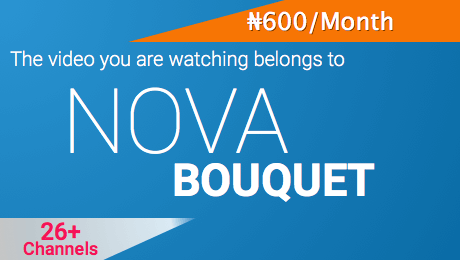 ₦600/Month
The video you are watching belongs to
NOVA
BOUQUET
26+
Channels